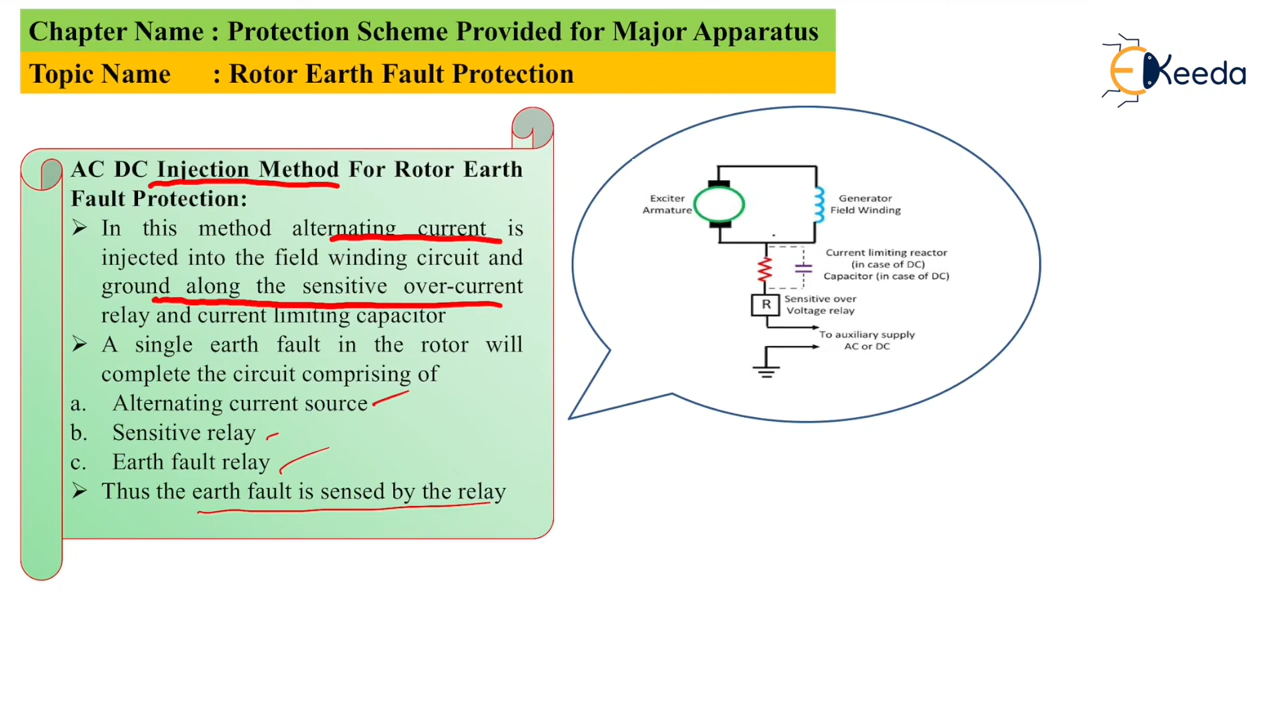 Chapter Name : Protection Scheme Provided for Major Apparatus
Topic Name : Rotor Earth Fault Protection
EKeeda
AC DC Injection Method For Rotor Earth
Fault Protection:
➢ In this method alternating current is
injected into the field winding circuit and
ground along the sensitive over-current
relay and current limiting capacitor
➢ A single earth fault in the rotor will
complete the circuit comprising of
a. Alternating current source
b. Sensitive relay
c. Earth fault relay
➢ Thus the earth fault is sensed by the relay
Exciter
Armature
Generator
Field Winding
Current limiting reactor
(in case of DC)
Capacitor (in case of DC)
R
Sensitive over
Voltage relay
To auxiliary supply
AC or DC